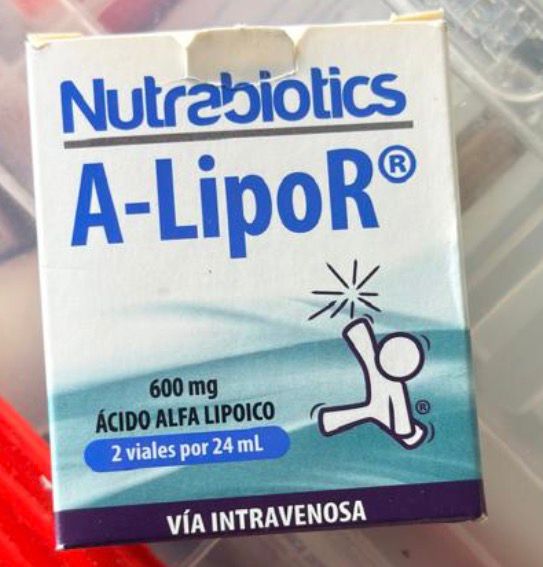 Nutrabiotics
A-LipoR®
600 mg
ÁCIDO ALFA LIPOICO
2 viales por 24 mL
®
VÍA INTRAVENOSA